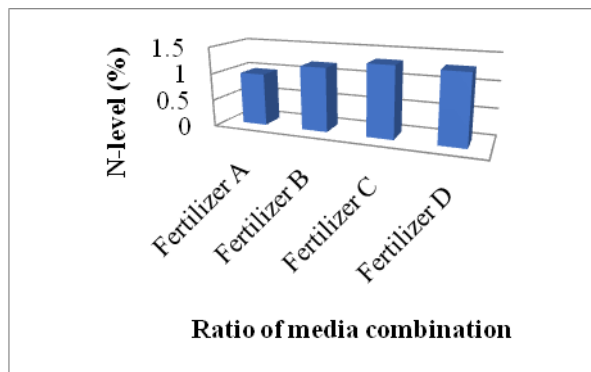 N-level (%)
1.5
1
0.5
0
Fertilizer A
Fertilizer B
Fertilizer C
Fertilizer D
Ratio of media combination